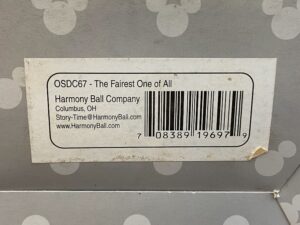 OSDC67 - The Fairest One of All
Harmony Ball Company
Columbus, OH
Story-Time@HarmonyBall.com
www.HarmonyBall.com
7 08389 19697 9